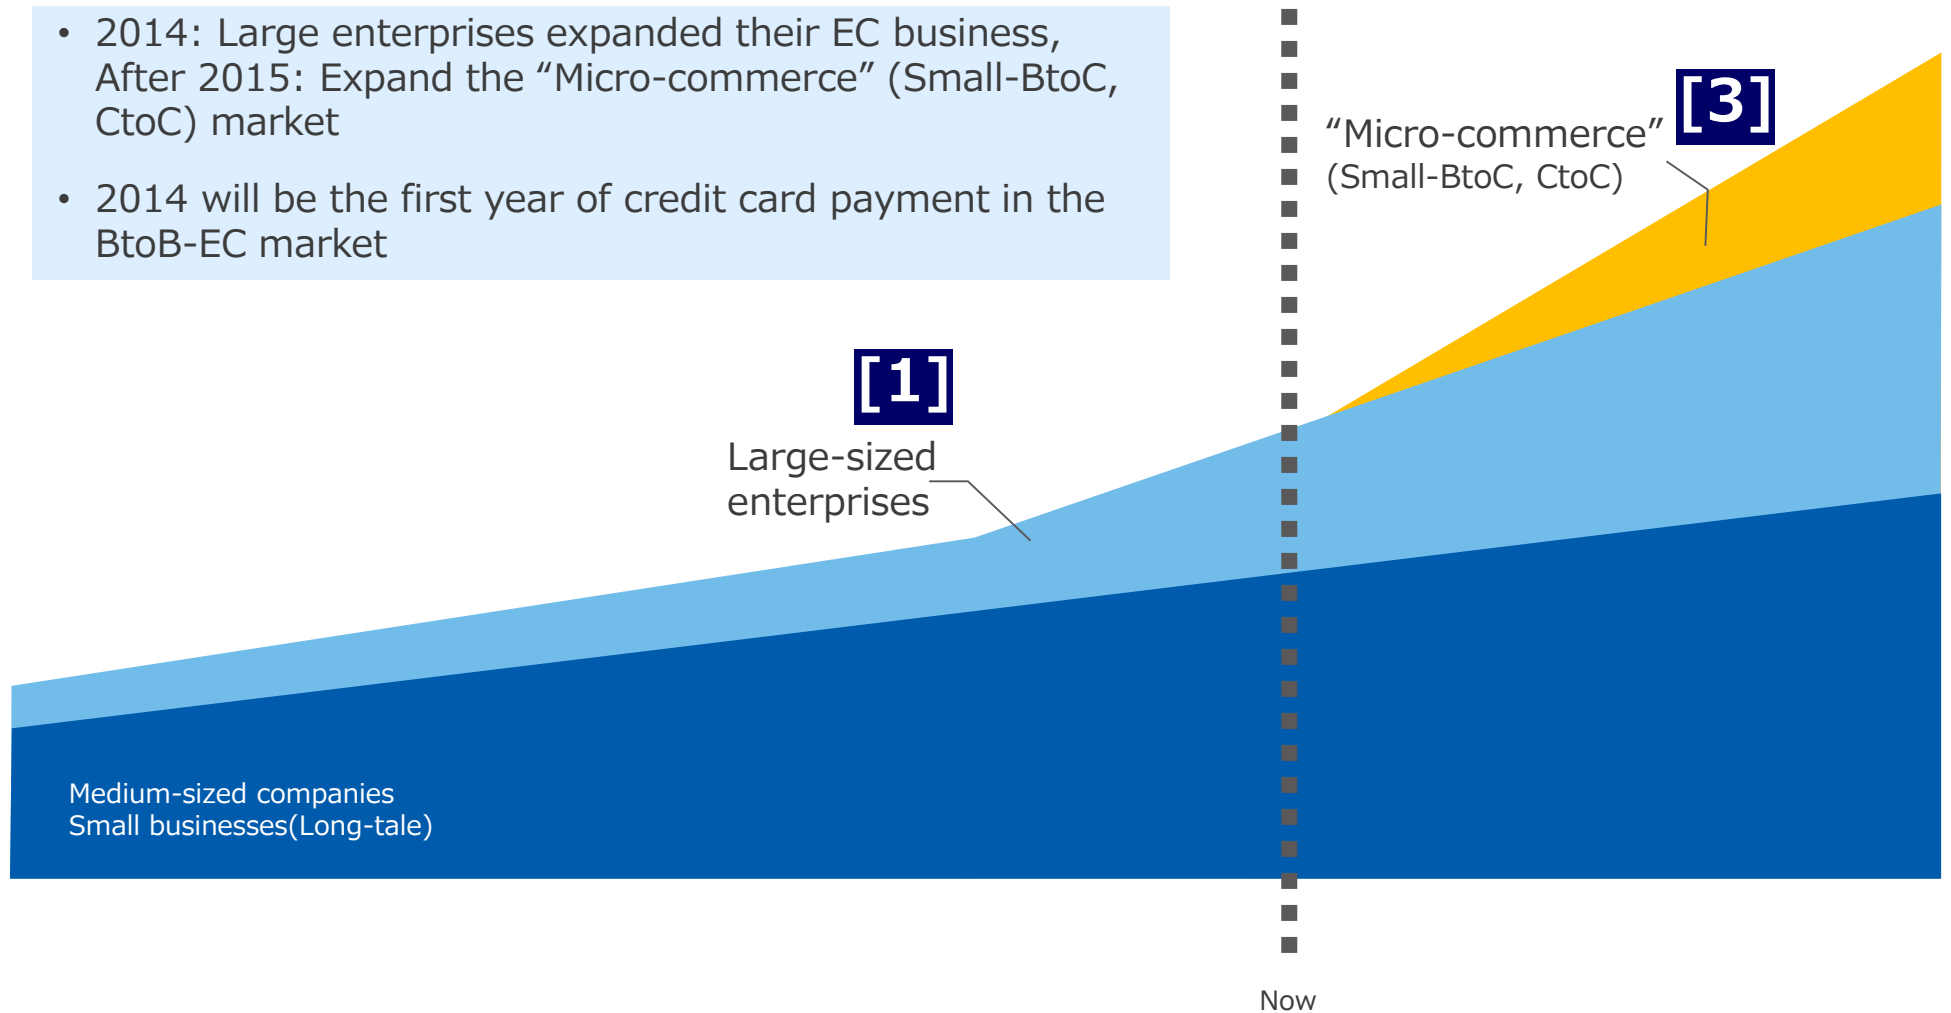 • 2014: Large enterprises expanded their EC business,
After 2015: Expand the “Micro-commerce” (Small-BtoC,
CtoC) market
• 2014 will be the first year of credit card payment in the
BtoB-EC market
[3]
“Micro-commerce”
(Small-BtoC, CtoC)
[1]
Large-sized
enterprises
Medium-sized companies
Small businesses(Long-tale)
Now